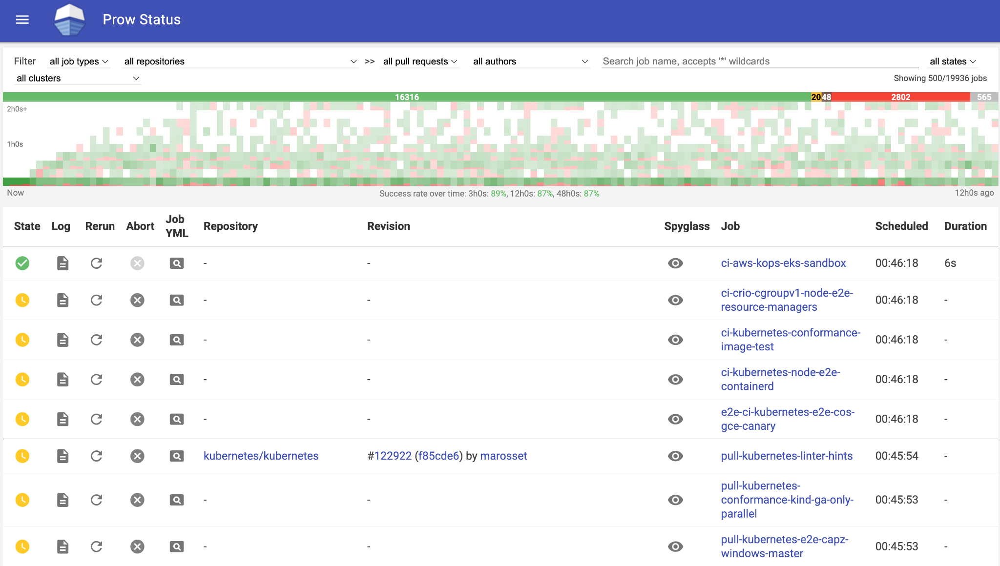 Prow Status
Filter all job types all repositories >> all pull requests all authors Search job name, accepts '*' wildcards all states
all clusters Showing 500/19936 jobs
16316 20 48 2802 565
2h0s+
1h0s
Now Success rate over time: 3h0s: 89%, 12h0s: 87%, 48h0s: 87% 12h0s ago
State Log Rerun Abort Job YML Repository Revision Spyglass Job Scheduled Duration
- - ci-aws-kops-eks-sandbox 00:46:18 6s
- - ci-crio-cgroupv1-node-e2e-
resource-managers 00:46:18 -
- - ci-kubernetes-conformance-
image-test 00:46:18 -
- - ci-kubernetes-node-e2e-
containerd 00:46:18 -
- - e2e-ci-kubernetes-e2e-cos-
gce-canary 00:46:18 -
kubernetes/kubernetes #122922 (f85cde6) by marosset pull-kubernetes-linter-hints 00:45:54 -
- - pull-kubernetes-
conformance-kind-ga-only-
parallel 00:45:53 -
- - pull-kubernetes-e2e-capz-
windows-master 00:45:53 -